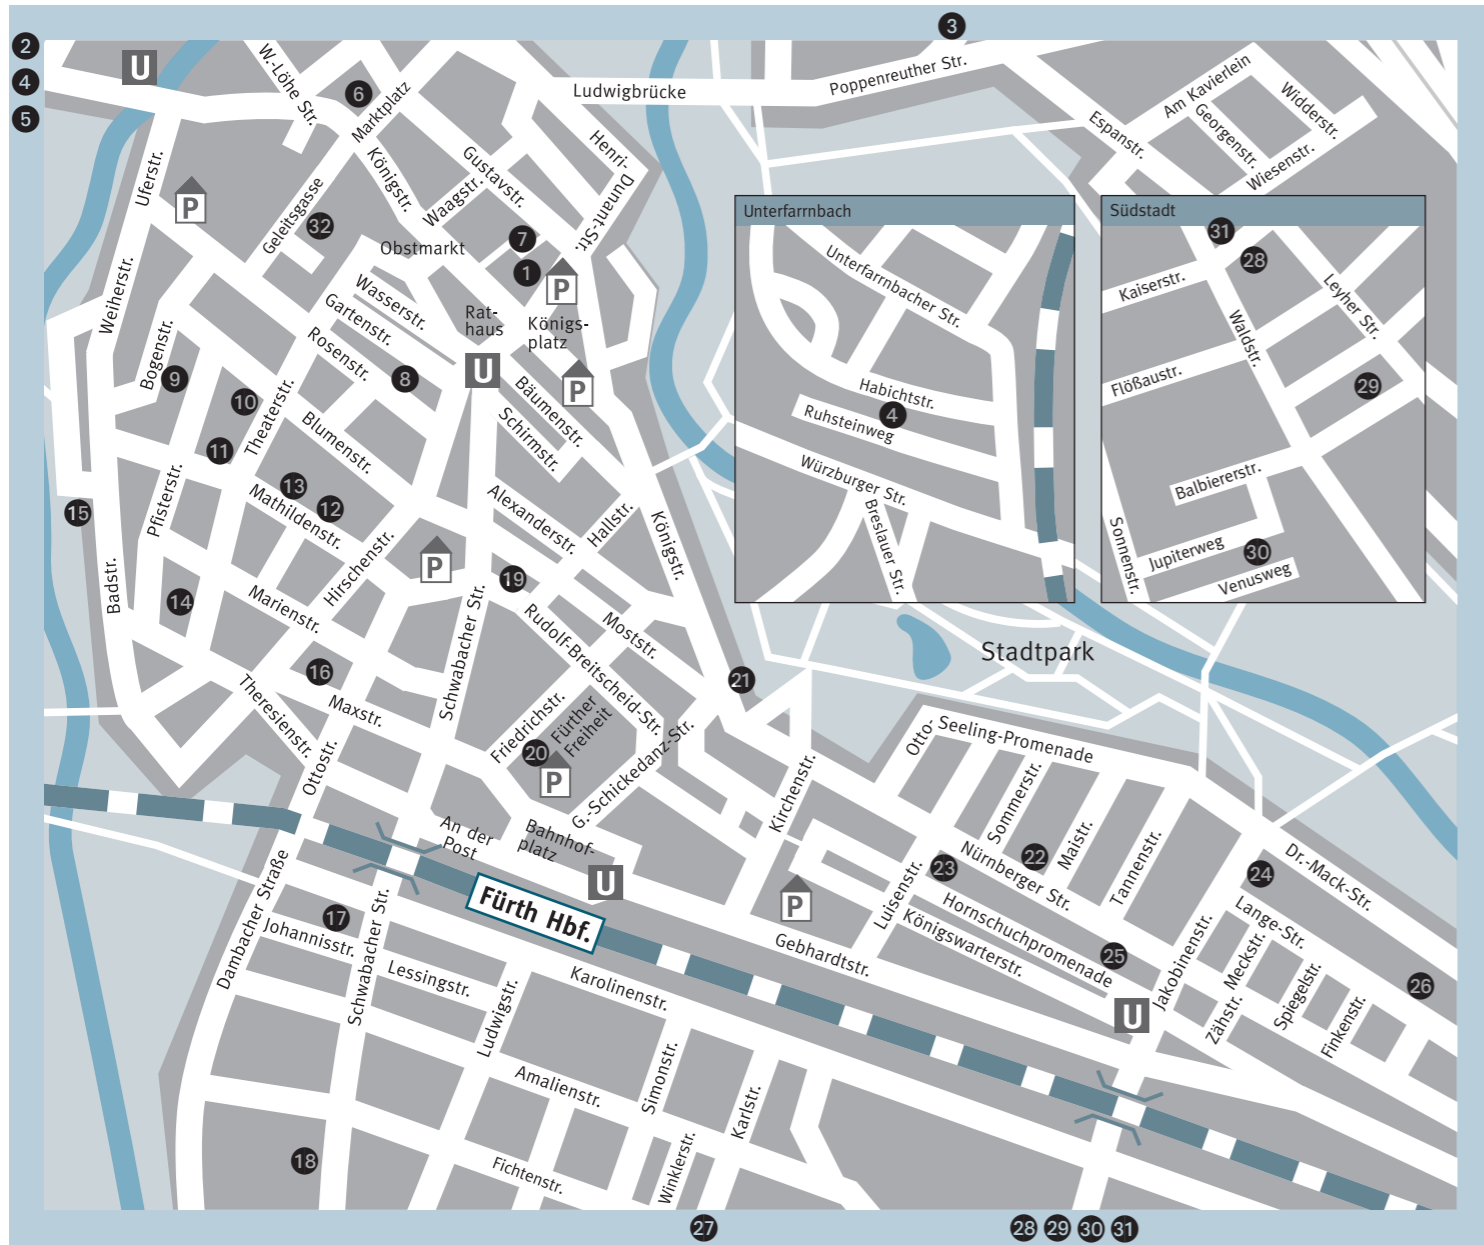 2
4
5
3
U
W.-Löhe Str.
6
Marktplatz
Ludwigbrücke
Poppenreuther Str.
Espanstr.
Am Kavierlein
Georgenstr.
Widderstr.
Wiesenstr.
Uferstr.
P
Geleitsgasse
32
Königstr.
Gustavstr.
Waagstr.
Henri-
Dunant-Str.
Obstmarkt
7
1
P
Weiherstr.
Wasserstr.
Gartenstr.
Rosenstr.
Rat-
haus
Königs-
platz
U
P
Bogenstr.
9
10
8
Theaterstr.
Blumenstr.
Bäumenstr.
Schirmstr.
11
13
12
Mathildenstr.
Pfisterstr.
15
Badstr.
14
Marienstr.
Hirschenstr.
P
Alexanderstr.
Hallstr.
Königstr.
19
Schwabacher Str.
Rudolf-Breitscheid-Str.
Moststr.
21
16
Maxstr.
Theresienstr.
Ottostr.
Friedrichstr.
20
Fürther
Freiheit
P
G.-Schickedanz-Str.
An der
Post
Bahnhof-
platz
U
Fürth Hbf.
Unterfarrnbach
Unterfarrnbacher Str.
Habichtstr.
4
Ruhsteinweg
Würzburger Str.
Breslauer Str.
Südstadt
31
28
Kaiserstr.
Leyher Str.
Waldstr.
Flößaustr.
29
Balbiererstr.
Sonnenstr.
Jupiterweg
30
Venusweg
Stadtpark
Otto-
Seeling-Promenade
Kirchenstr.
Sommerstr.
Maistr.
Tannenstr.
22
23
Nürnberger Str.
Luisenstr.
P
Hornschuchpromenade
Königswarterstr.
Gebhardtstr.
24
Dr.-Mack-Str.
Lange-Str.
25
U
Jakobinenstr.
Meckstr.
Zähstr.
Spiegelstr.
Finkenstr.
26
Dambacher Straße
17
Johannisstr.
Schwabacher Str.
Lessingstr.
Ludwigstr.
Karolinenstr.
Amalienstr.
Simonstr.
Karlstr.
Winklerstr.
Fichtenstr.
18
27
28
29
30
31